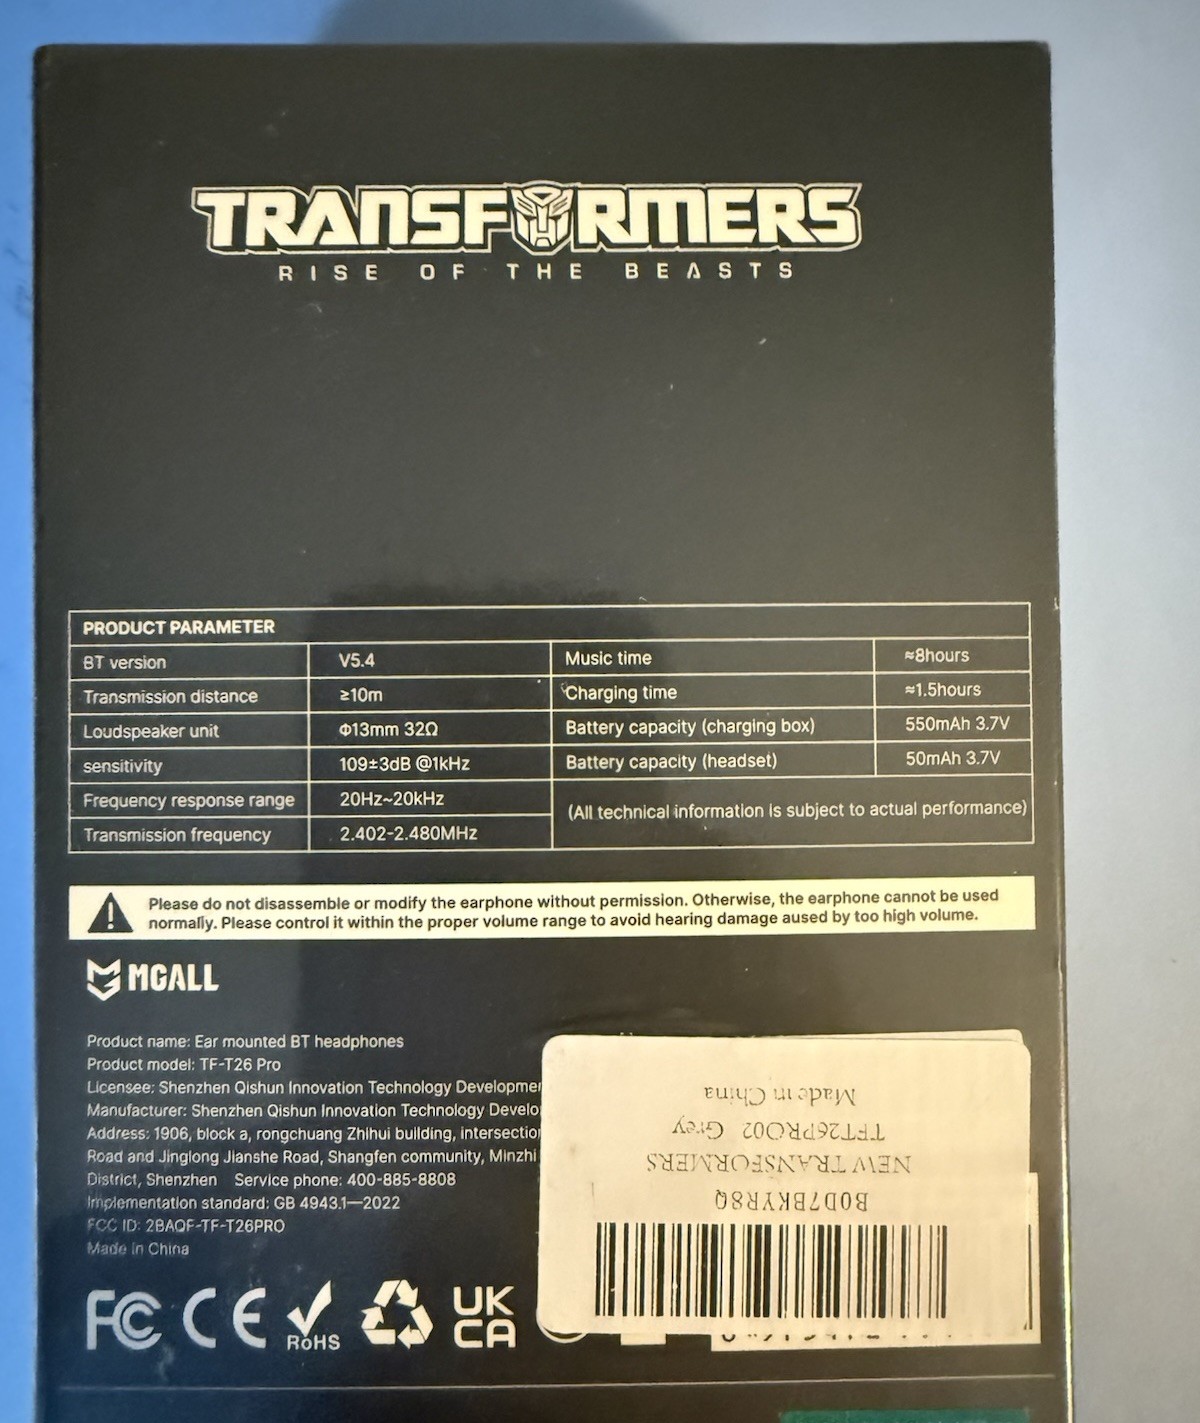 TRANSFORMERS
RISE OF THE BEASTS
PRODUCT PARAMETER
BT version V5.4 Music time ≈8hours
Transmission distance ≥10m Charging time ≈1.5hours
Loudspeaker unit Φ13mm 32Ω Battery capacity (charging box) 550mAh 3.7V
sensitivity 109±3dB @1kHz Battery capacity (headset) 50mAh 3.7V
Frequency response range 20Hz~20kHz (All technical information is subject to actual performance)
Transmission frequency 2.402-2.480MHz
Please do not disassemble or modify the earphone without permission. Otherwise, the earphone cannot be used
normally. Please control it within the proper volume range to avoid hearing damage aused by too high volume.
MGALL
Product name: Ear mounted BT headphones
Product model: TF-T26 Pro
Licensee: Shenzhen Qishun Innovation Technology Developmen
Manufacturer: Shenzhen Qishun Innovation Technology Develo
Address: 1906, block a, rongchuang Zhihui building, intersection
Road and Jinglong Jianshe Road, Shangfen community, Minzhi
District, Shenzhen Service phone: 400-885-8808
Implementation standard: GB 4943.1—2022
FCC ID: 2BAQF-TF-T26PRO
Made in China
FC CE RoHS UK
CA
B0D7BKYR8Q
NEW TRANSFORMERS
TFT26PRO02 Grey
Made in China